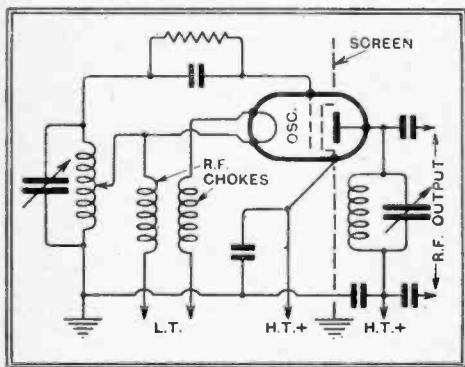 SCREEN
OSC.
R.F.
CHOKES
R.F. OUTPUT
L.T.
H.T.+
H.T.+